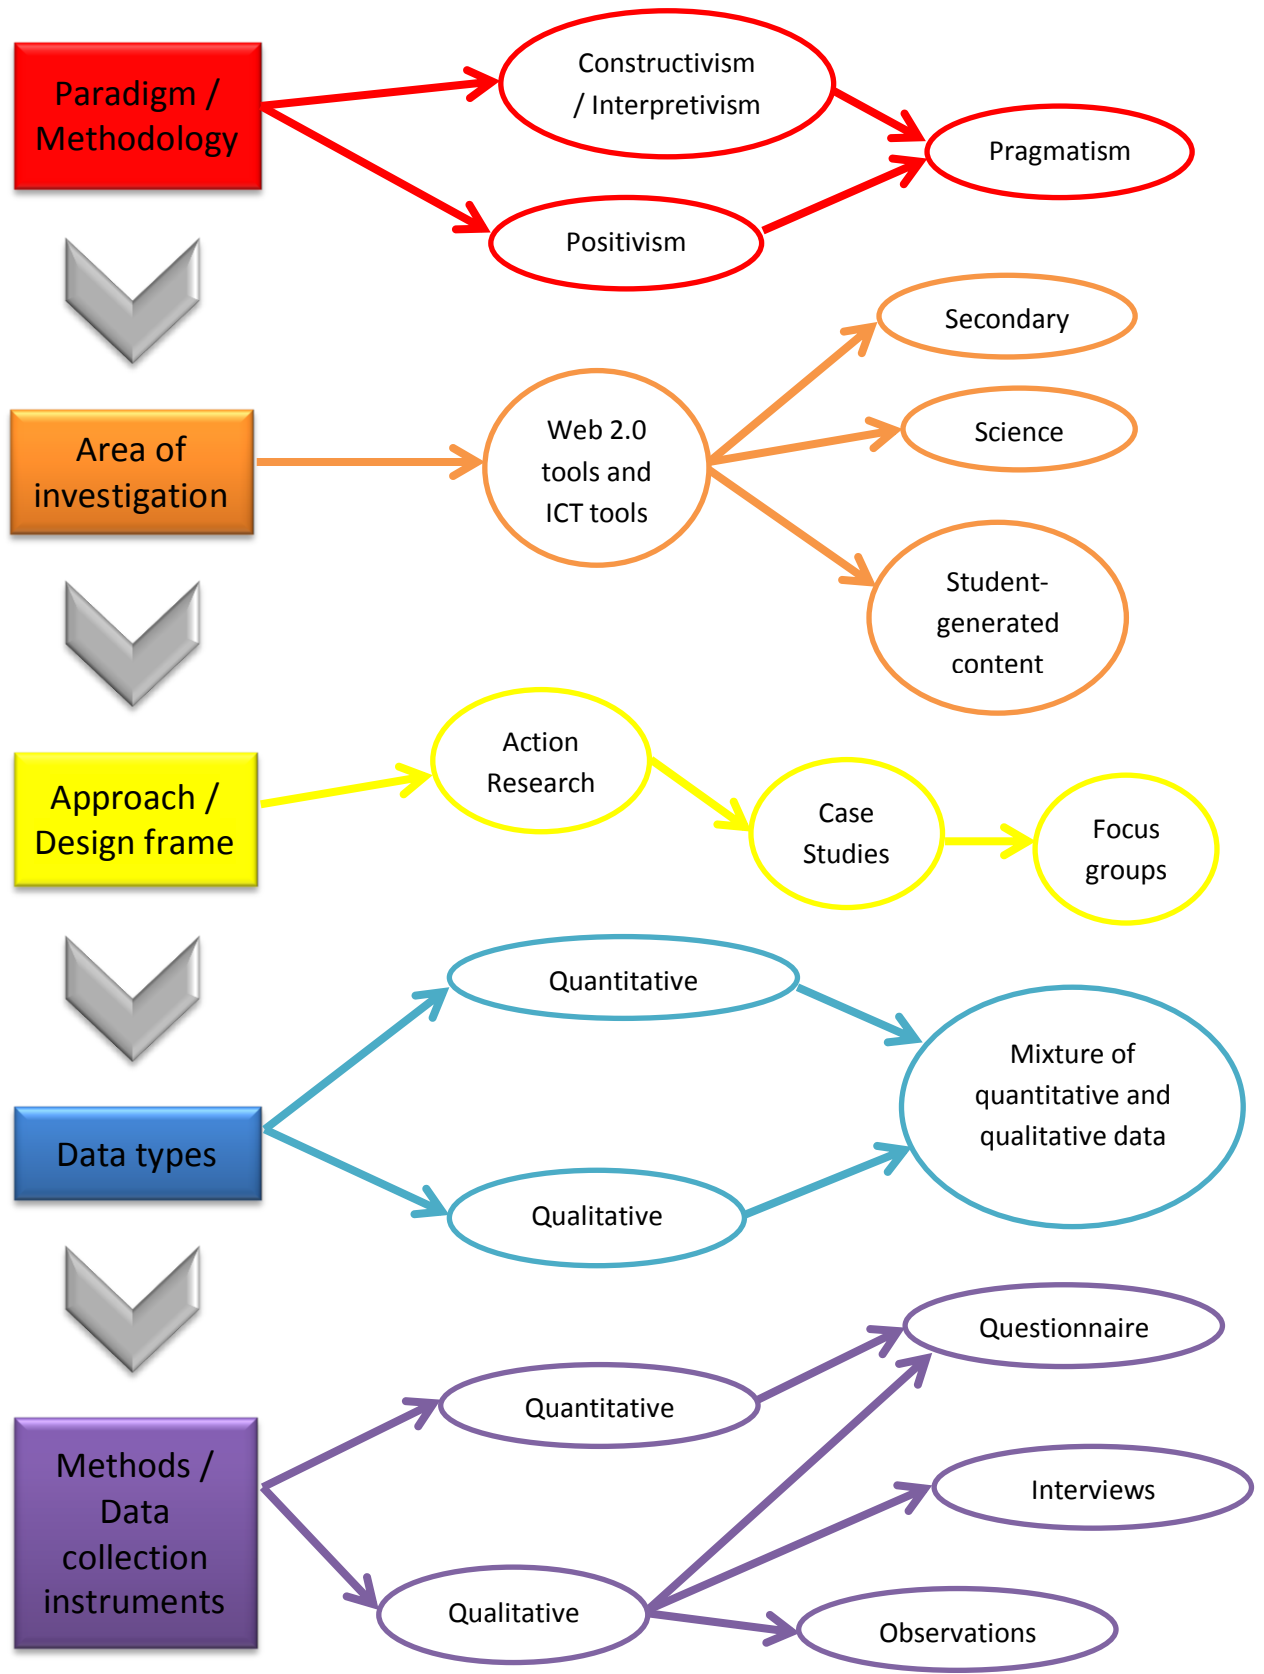 Paradigm /
Methodology
Constructivism
/ Interpretivism
Pragmatism
Positivism
Area of
investigation
Web 2.0
tools and
ICT tools
Secondary
Science
Student-
generated
content
Approach /
Design frame
Action
Research
Case
Studies
Focus
groups
Data types
Quantitative
Qualitative
Mixture of
quantitative and
qualitative data
Methods /
Data
collection
instruments
Quantitative
Qualitative
Questionnaire
Interviews
Observations